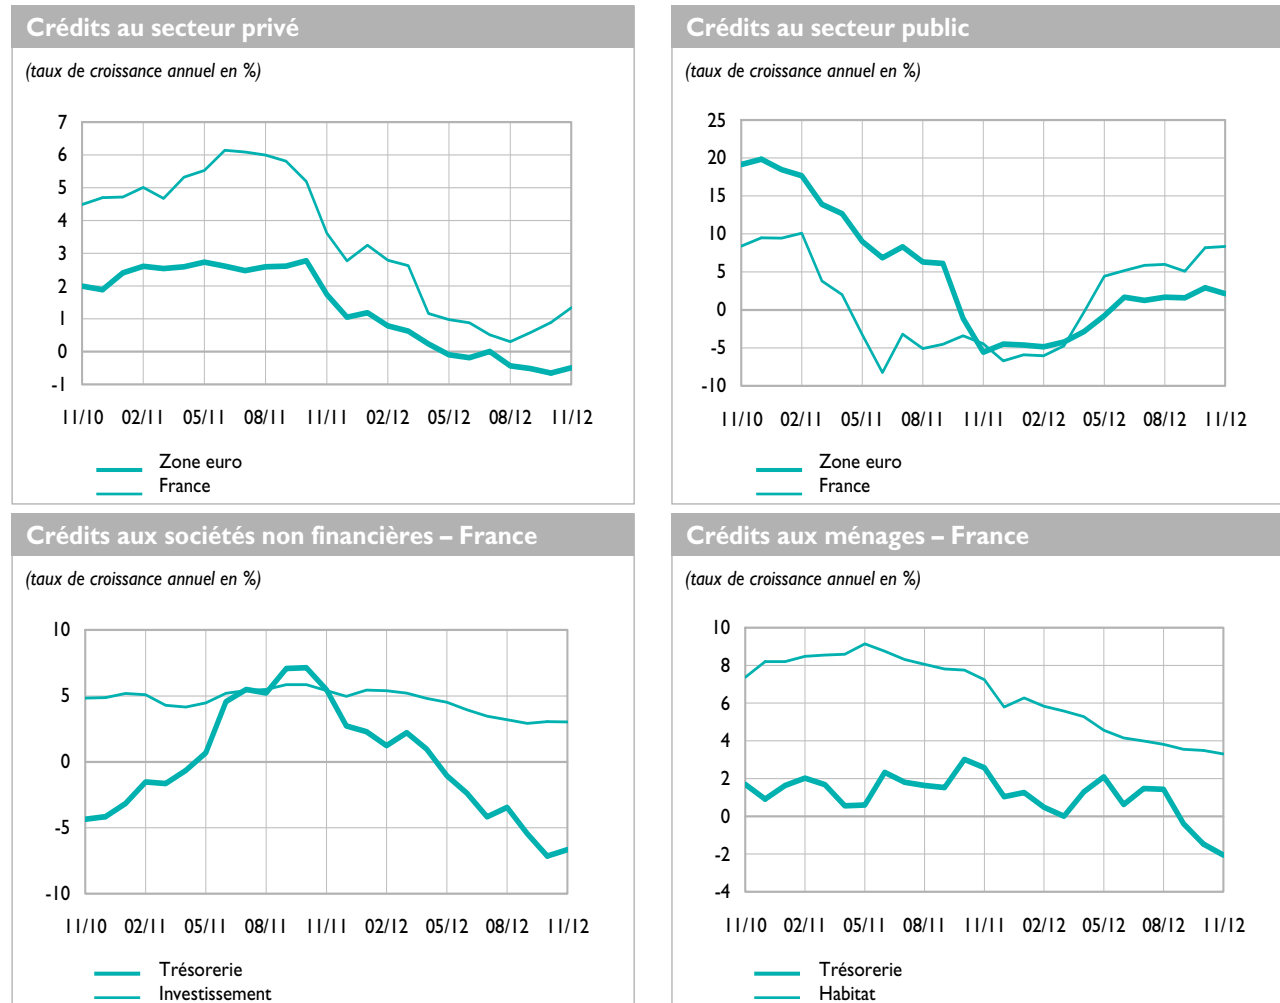 Crédits au secteur privé
(taux de croissance annuel en %)
7
6
5
4
3
2
1
0
-1
11/10 02/11 05/11 08/11 11/11 02/12 05/12 08/12 11/12
Zone euro
France
Crédits au secteur public
(taux de croissance annuel en %)
25
20
15
10
5
0
-5
-10
11/10 02/11 05/11 08/11 11/11 02/12 05/12 08/12 11/12
Zone euro
France
Crédits aux sociétés non financières – France
(taux de croissance annuel en %)
10
5
0
-5
-10
11/10 02/11 05/11 08/11 11/11 02/12 05/12 08/12 11/12
Trésorerie
Investissement
Crédits aux ménages – France
(taux de croissance annuel en %)
10
8
6
4
2
0
-2
-4
11/10 02/11 05/11 08/11 11/11 02/12 05/12 08/12 11/12
Trésorerie
Habitat